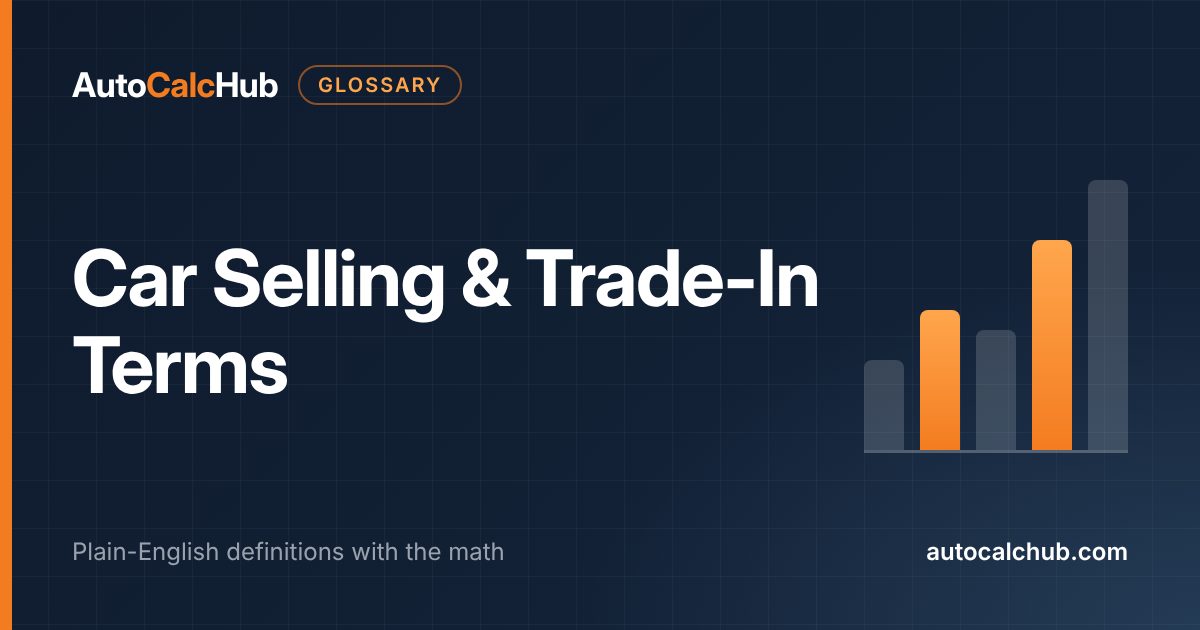 AutoCalcHub
GLOSSARY
Car Selling & Trade-In
Terms
Plain-English definitions with the math
autocalchub.com